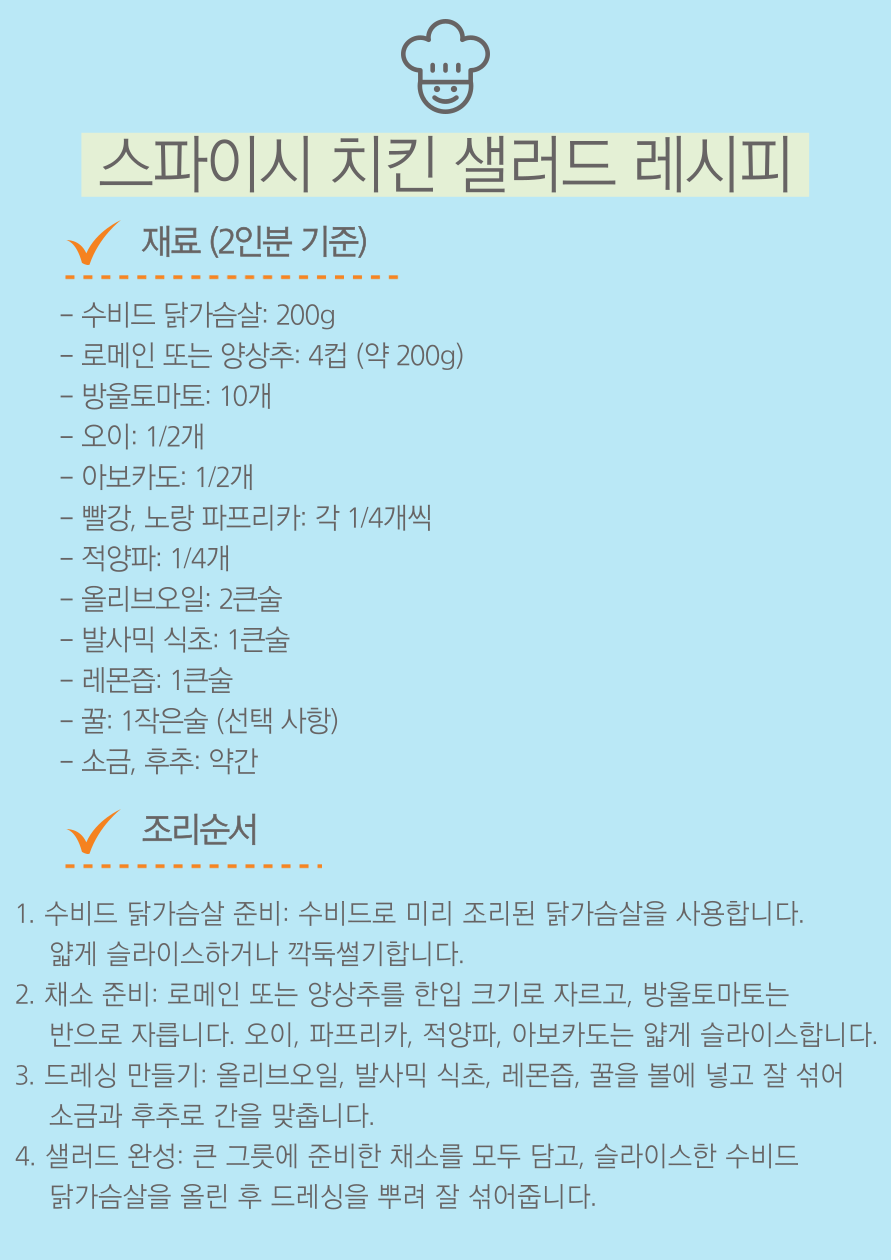 스파이시 치킨 샐러드 레시피
재료 (2인분 기준)
– 수비드 닭가슴살: 200g
– 로메인 또는 양상추: 4컵 (약 200g)
– 방울토마토: 10개
– 오이: 1/2개
– 아보카도: 1/2개
– 빨강, 노랑 파프리카: 각 1/4개씩
– 적양파: 1/4개
– 올리브오일: 2큰술
– 발사믹 식초: 1큰술
– 레몬즙: 1큰술
– 꿀: 1작은술 (선택 사항)
– 소금, 후추: 약간
조리순서
1. 수비드 닭가슴살 준비: 수비드로 미리 조리된 닭가슴살을 사용합니다.
얇게 슬라이스하거나 깍둑썰기합니다.
2. 채소 준비: 로메인 또는 양상추를 한입 크기로 자르고, 방울토마토는
반으로 자릅니다. 오이, 파프리카, 적양파, 아보카도는 얇게 슬라이스합니다.
3. 드레싱 만들기: 올리브오일, 발사믹 식초, 레몬즙, 꿀을 볼에 넣고 잘 섞어
소금과 후추로 간을 맞춥니다.
4. 샐러드 완성: 큰 그릇에 준비한 채소를 모두 담고, 슬라이스한 수비드
닭가슴살을 올린 후 드레싱을 뿌려 잘 섞어줍니다.